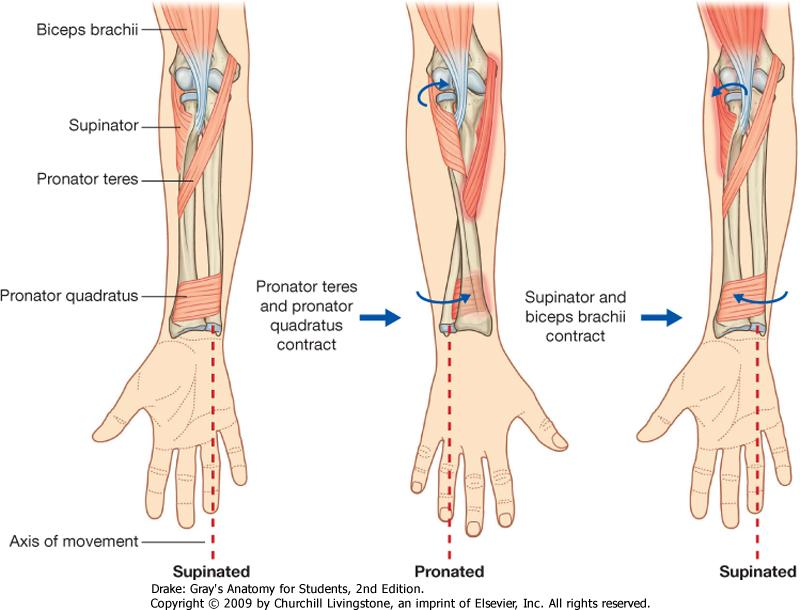 Biceps brachii
Supinator
Pronator teres
Pronator quadratus
Pronator teres
and pronator
quadratus
contract
Supinator and
biceps brachii
contract
Axis of movement
Supinated
Pronated
Supinated
Drake: Gray's Anatomy for Students, 2nd Edition.
Copyright © 2009 by Churchill Livingstone, an imprint of Elsevier, Inc. All rights reserved.